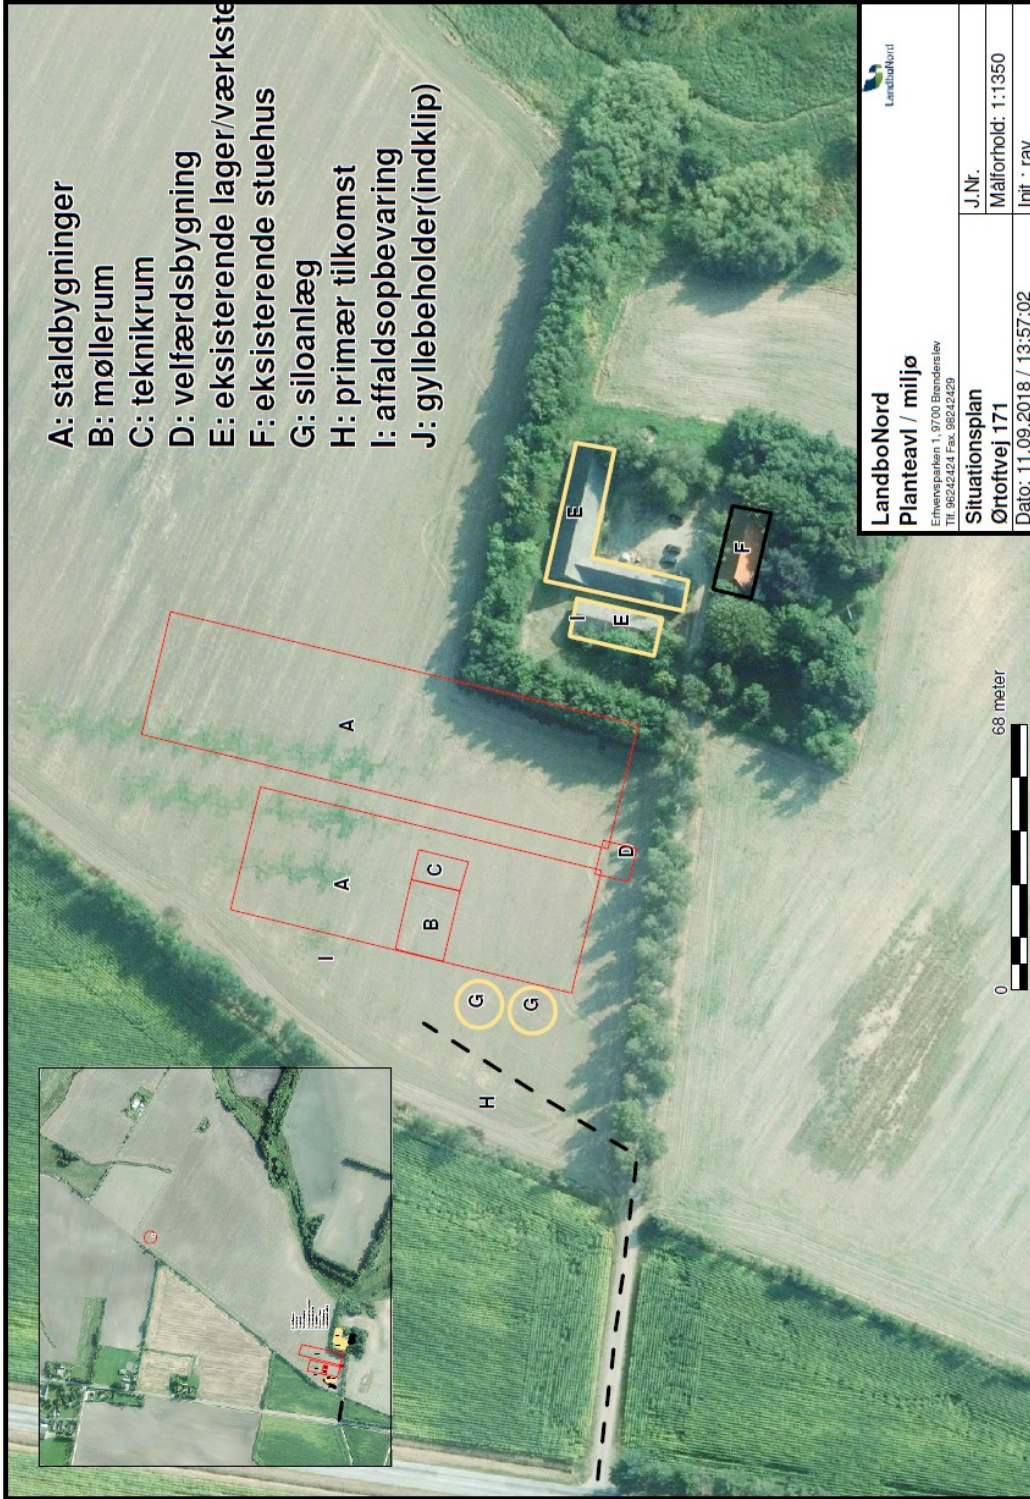 A: staldbygninger
B: møllerum
C: teknikrum
D: velfærdsbygning
E: eksisterende lager/værkste
F: eksisterende stuehus
G: siloanlæg
H: primær tilkomst
I: affaldsopbevaring
J: gyllebeholder(indklip)
A
A
B
C
D
I
G
G
H
I
E
E
F
0
68 meter
LandboNord
LandboNord
Planteavl / miljø
Erhvervsparken 1, 9700 Brønderslev
Tlf. 96242424 Fax. 98242429
Situationsplan
Ørtoftvej 171
Dato: 11.09.2018 / 13:57:02
J.Nr.
Målforhold: 1:1350
Init.: rav